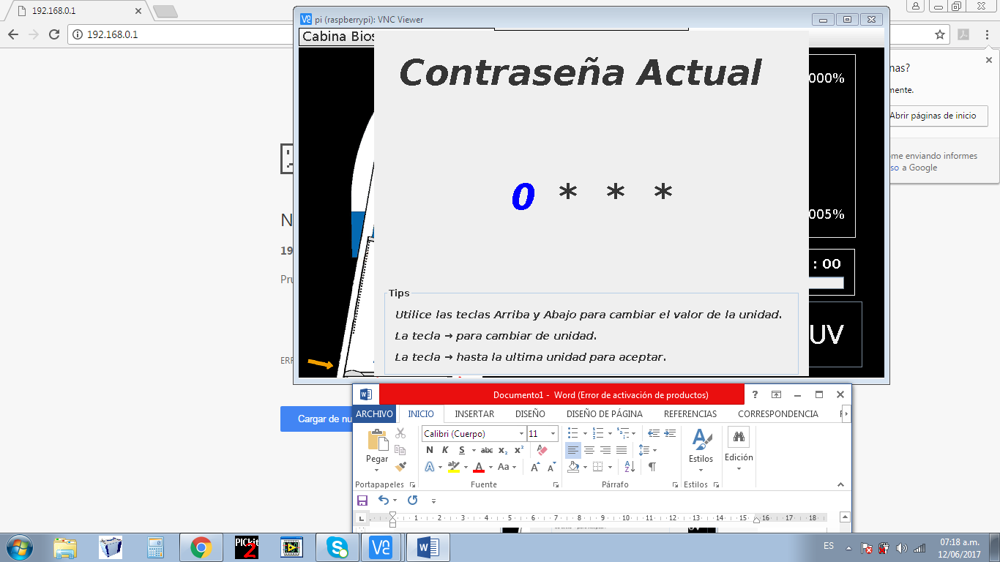 192.168.0.1
192.168.0.1
pi (raspberrypi): VNC Viewer
Cabina Bios
Contraseña Actual
0 * * *
Tips
Utilice las teclas Arriba y Abajo para cambiar el valor de la unidad.
La tecla → para cambiar de unidad.
La tecla → hasta la ultima unidad para aceptar.
000%
005%
: 00
UV
nas?
mente.
Abrir páginas de inicio
me enviando informes
so a Google
N
19
Pru
ERR
Cargar de nu
Documento1 - Word (Error de activación de productos)
ARCHIVO INICIO INSERTAR DISEÑO DISEÑO DE PÁGINA REFERENCIAS CORRESPONDENCIA
Calibri (Cuerpo) 11
Pegar
N K S abc x₂ x²
A aby A Aa A A
Estilos
Edición
Portapapeles Fuente Párrafo Estilos
1 2 3 4 5 6 7 8 9 10 11 12 13 14 15 16 17 18
PICkit
2
ES
07:18 a.m.
12/06/2017